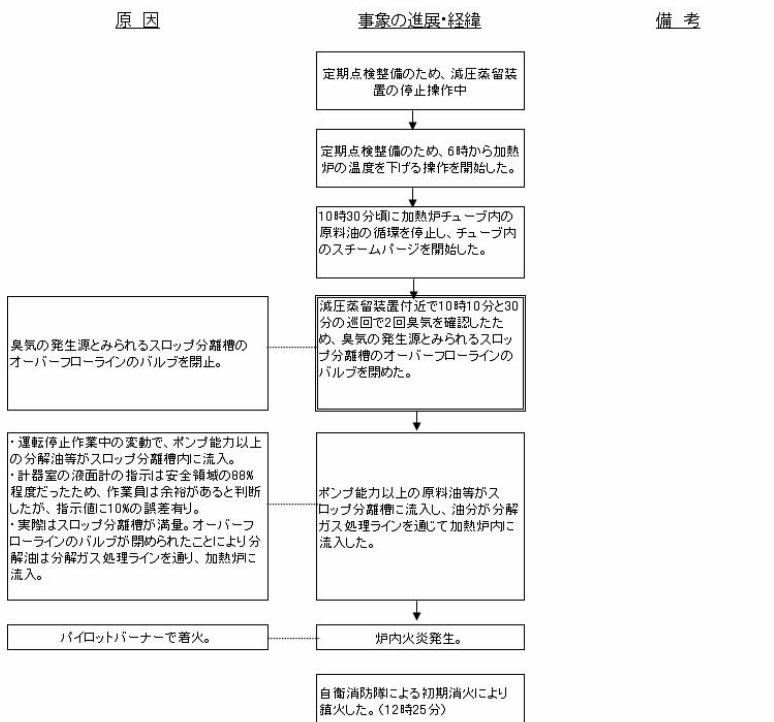 原 因
事象の進展・経緯
備 考
定期点検整備のため、減圧蒸留装
置の停止操作中
定期点検整備のため、6時から加熱
炉の温度を下げる操作を開始した。
10時30分頃に加熱炉チューブ内の
原料油の循環を停止し、チューブ内
のスチームパージを開始した。
臭気の発生源とみられるスロップ分離槽の
オーバーフローラインのバルブを閉止。
減圧蒸留装置付近で10時10分と30
分の巡回で2回臭気を確認したた
め、臭気の発生源とみられるスロッ
プ分離槽のオーバーフローラインの
バルブを閉めた。
・運転停止作業中の変動で、ポンプ能力以上
の分解油等がスロップ分離槽内に流入。
・計器室の液面計の指示は安全領域の88%
程度だったため、作業員は余裕があると判断
したが、指示値に10%の誤差有り。
・実際はスロップ分離槽が満量。オーバーフ
ローラインのバルブが閉められたことにより分
解油は分解ガス処理ラインを通り、加熱炉に
流入。
ポンプ能力以上の原料油等がス
ロップ分離槽に流入し、油分が分解
ガス処理ラインを通じて加熱炉内に
流入した。
パイロットバーナーで着火。
炉内火炎発生。
自衛消防隊による初期消火により
鎮火した。(12時25分)